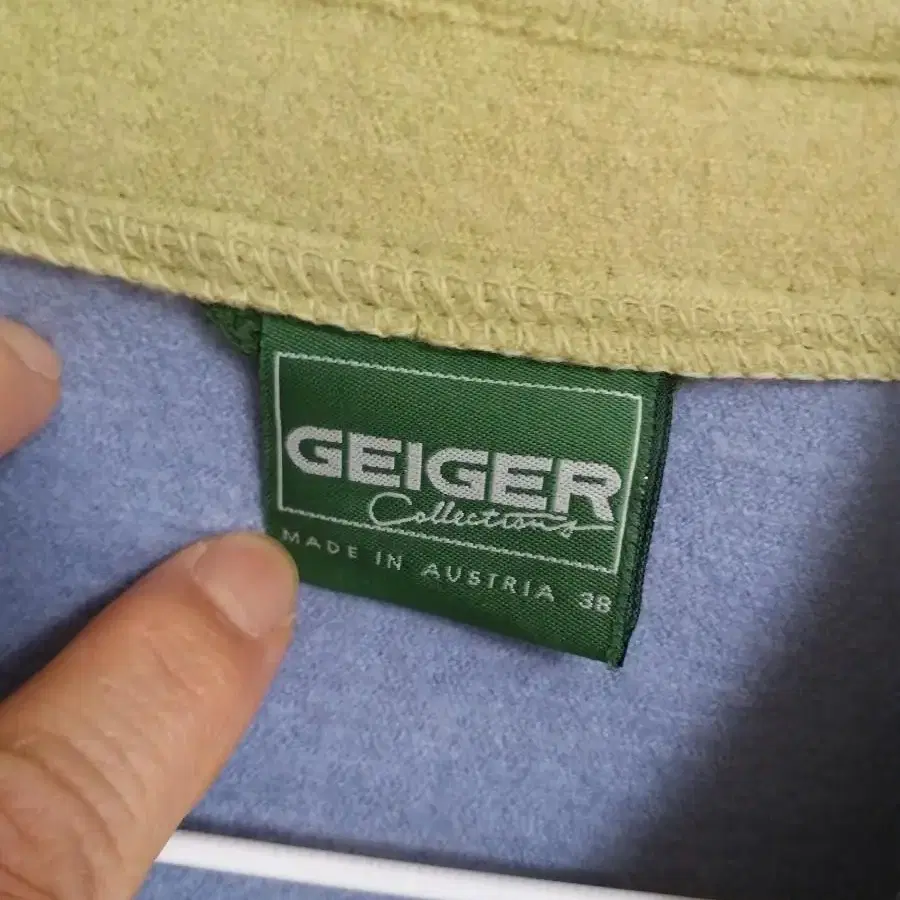 GEIGER
Collections
MADE IN AUSTRIA 38